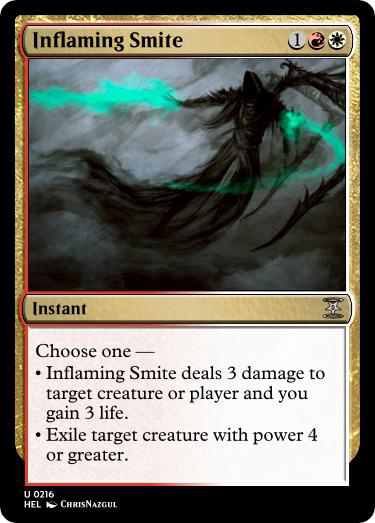 Inflaming Smite 1
Instant
Choose one —
• Inflaming Smite deals 3 damage to
target creature or player and you
gain 3 life.
• Exile target creature with power 4
or greater.
U 0216
HEL ChrisNazgul